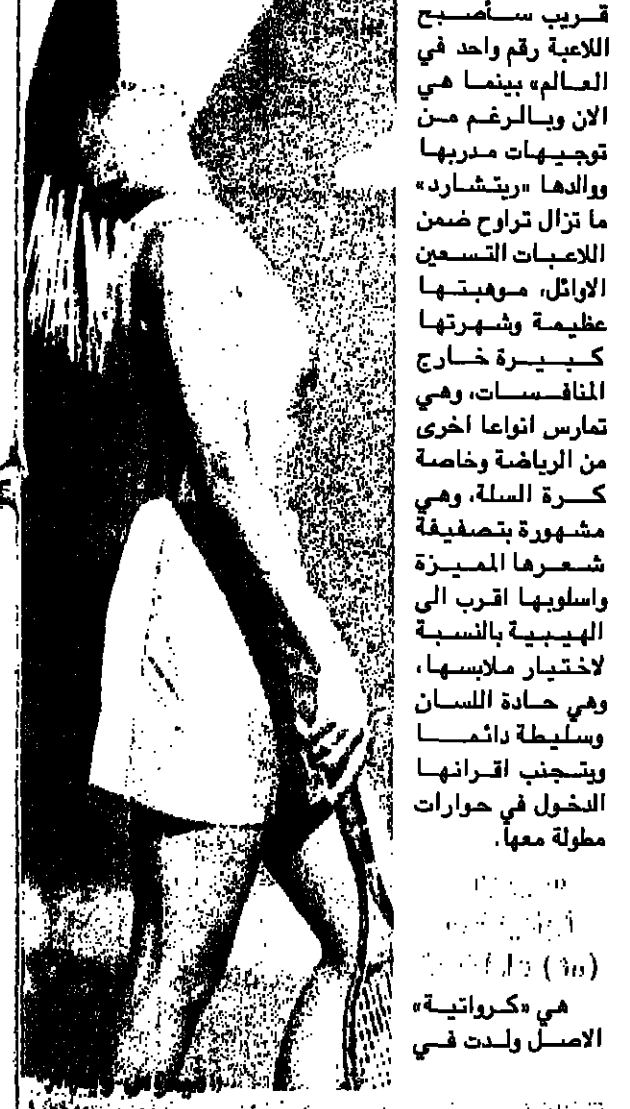 قريب سأصبح
اللاعبة رقم واحد في
العالم» بينما هي
الان وبالرغم من
توجيهات مدربها
ووالدها «ريتشارد»
ما تزال تراوح ضمن
اللاعبات التسعين
الاوائل، موهبتها
عظيمة وشهرتها
كبيرة خارج
المنافسات، وهي
تمارس انواعا اخرى
من الرياضة وخاصة
كرة السلة، وهي
مشهورة بتصفيفة
شعرها المميزة
واسلوبها اقرب الى
الهيبية بالنسبة
لاختيار ملابسها،
وهي حادة اللسان
وسليطة دائما
ويتجنب اقرانها
الدخول في حوارات
مطولة معها.
هي «كرواتية»
الاصل ولدت في